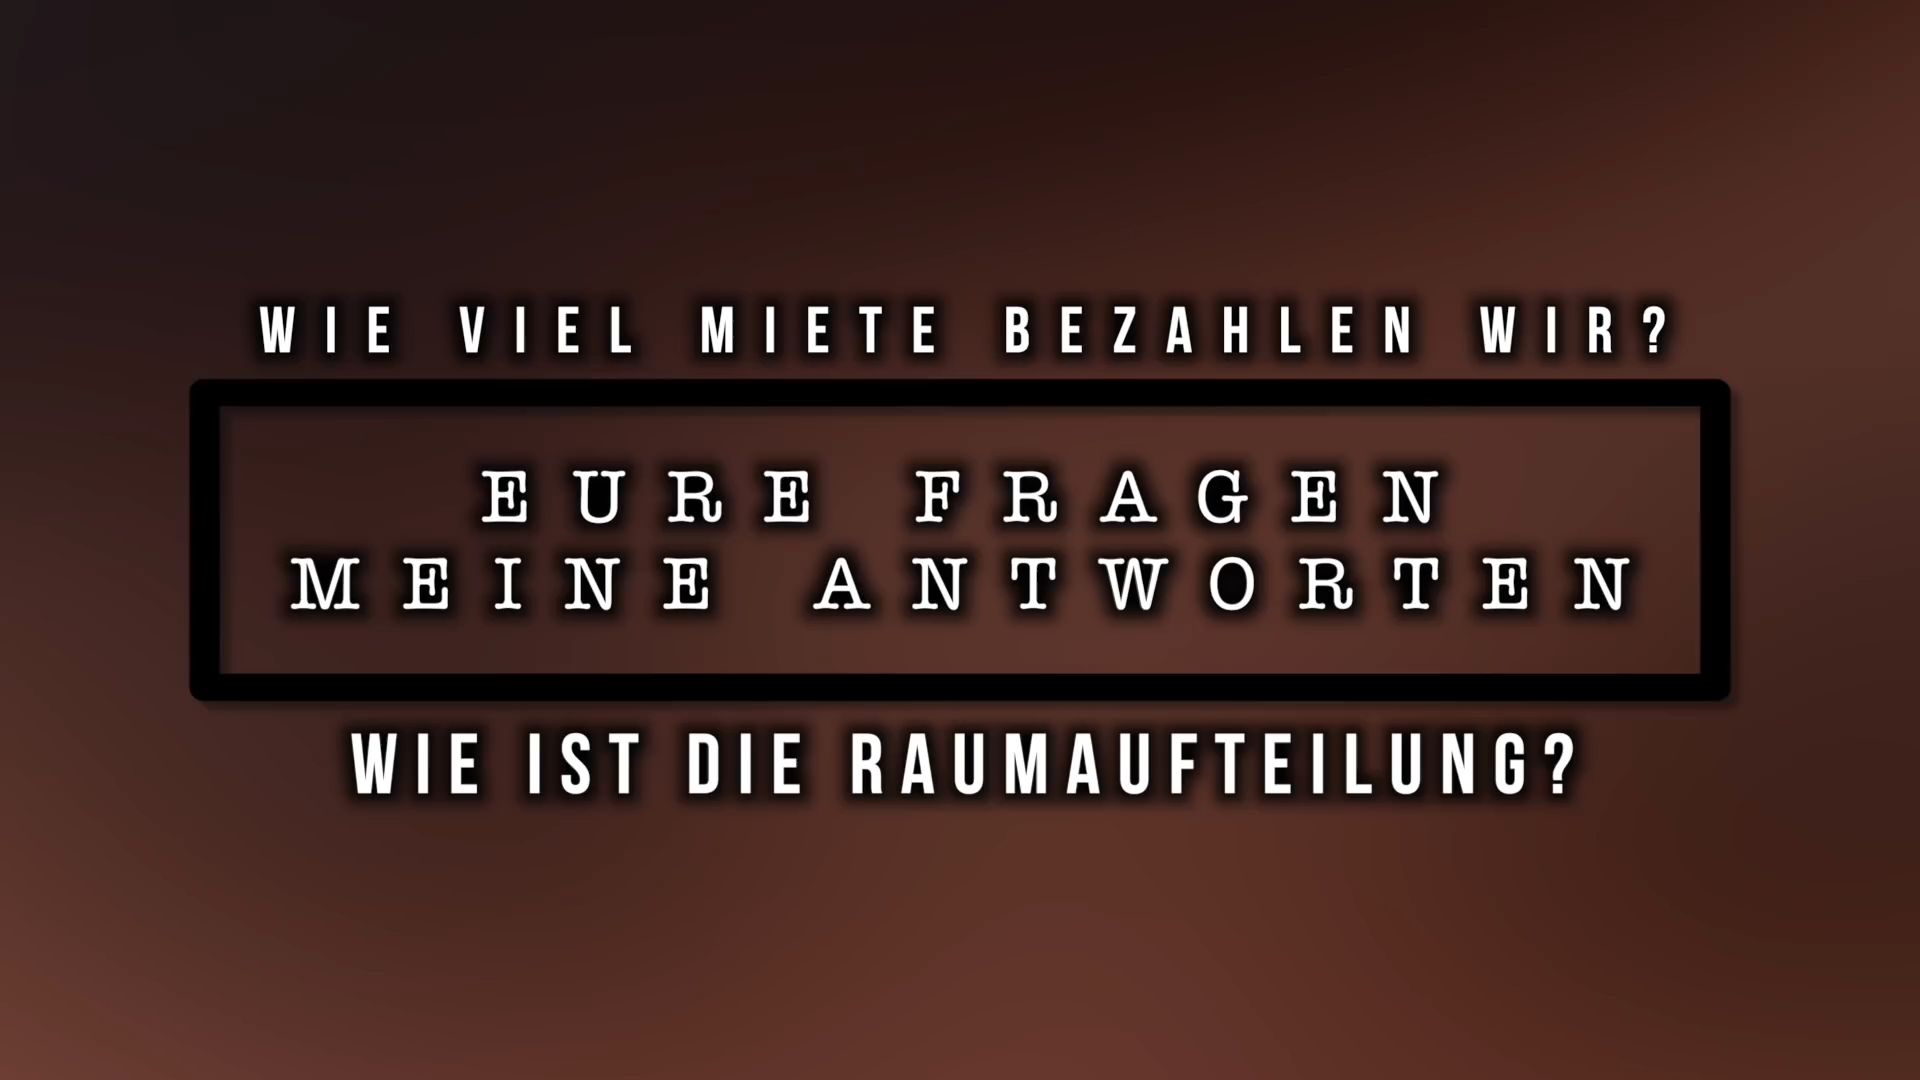 WIE VIEL MIETE BEZAHLEN WIR?
EURE FRAGEN
MEINE ANTWORTEN
WIE IST DIE RAUMAUFTEILUNG?